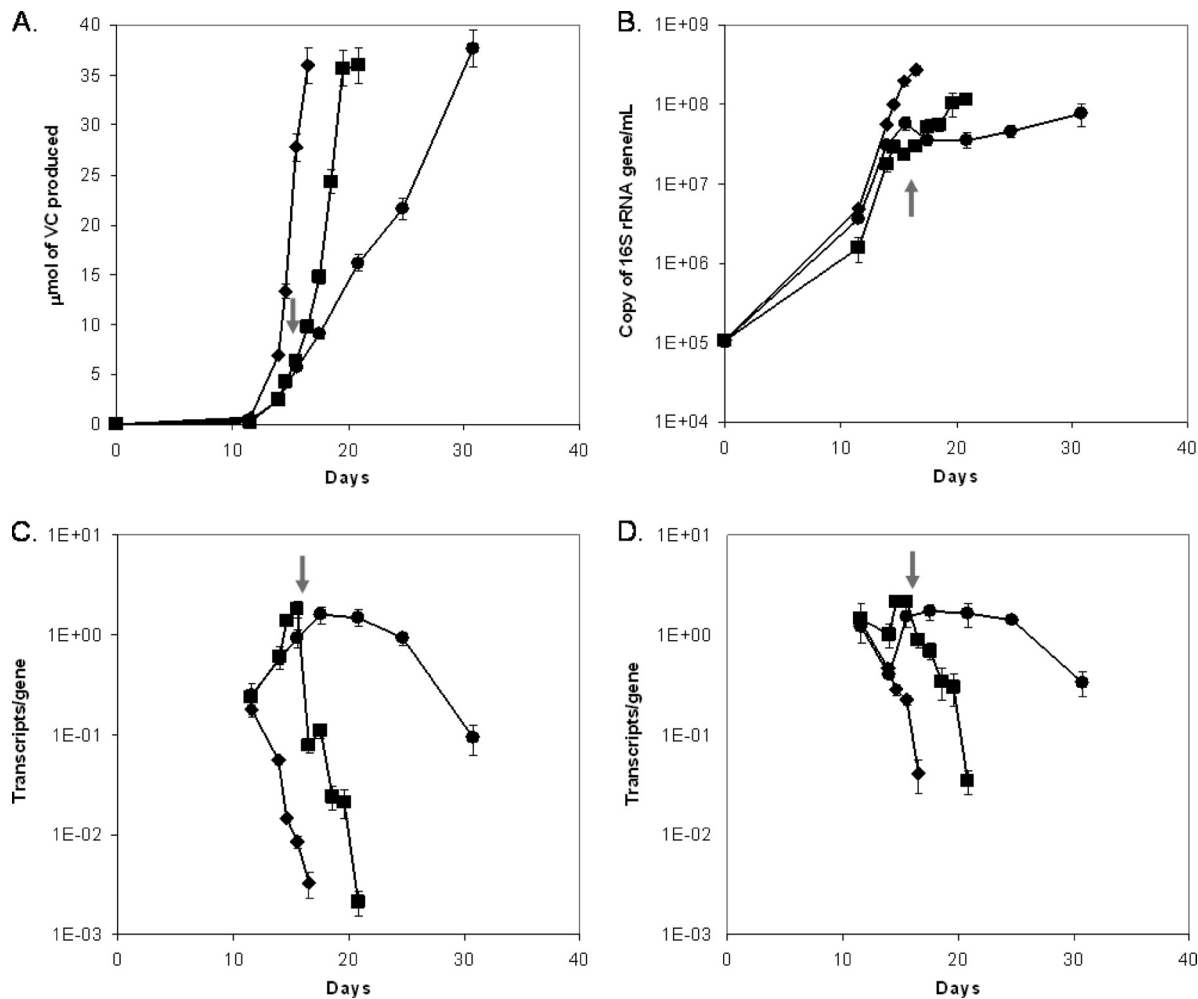 A.
40
35
30
25
20
15
10
5
0
µmol of VC produced
0 10 20 30 40
Days
B.
1E+09
1E+08
1E+07
1E+06
1E+05
1E+04
Copy of 16S rRNA gene/mL
0 10 20 30 40
Days
C.
1E+01
1E+00
1E-01
1E-02
1E-03
Transcripts/gene
0 10 20 30 40
Days
D.
1E+01
1E+00
1E-01
1E-02
1E-03
Transcripts/gene
0 10 20 30 40
Days